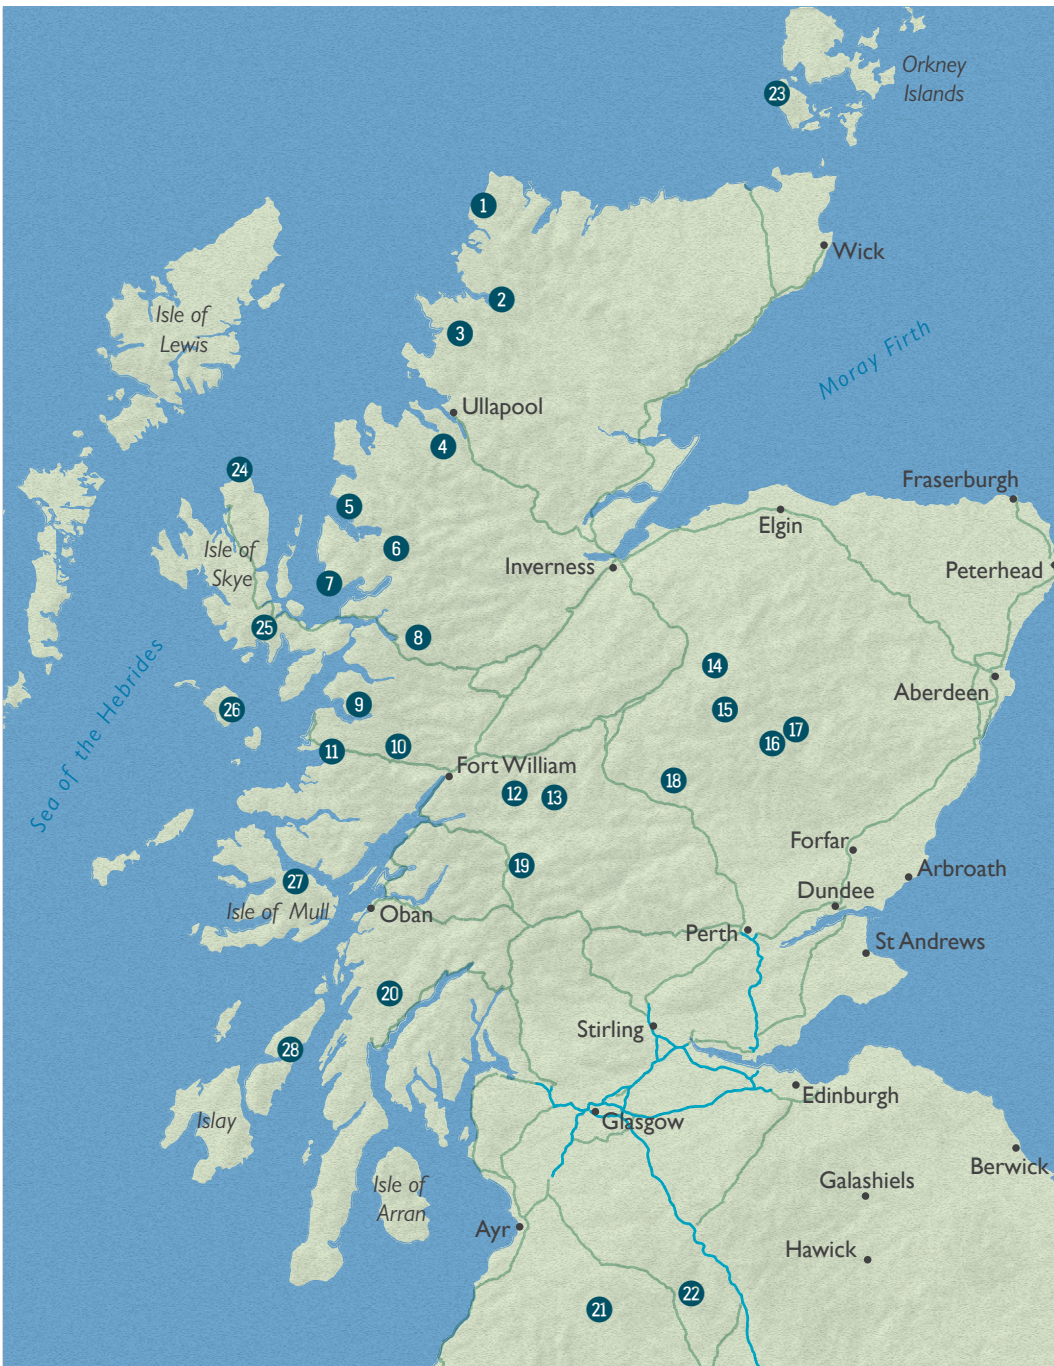 Orkney
Islands
23
1
Wick
2
Isle of
Lewis
3
Moray Firth
Ullapool
4
24
Fraserburgh
5
Elgin
6
Isle of
Skye
Inverness
Peterhead
7
25
8
14
Aberdeen
Sea of the Hebrides
26
9
15
17
16
11
10
Fort William
12
13
18
Forfar
19
Arbroath
27
Isle of Mull
Dundee
Oban
Perth
St Andrews
20
Stirling
28
Edinburgh
Islay
Glasgow
Berwick
Isle of
Arran
Galashiels
Ayr
Hawick
22
21